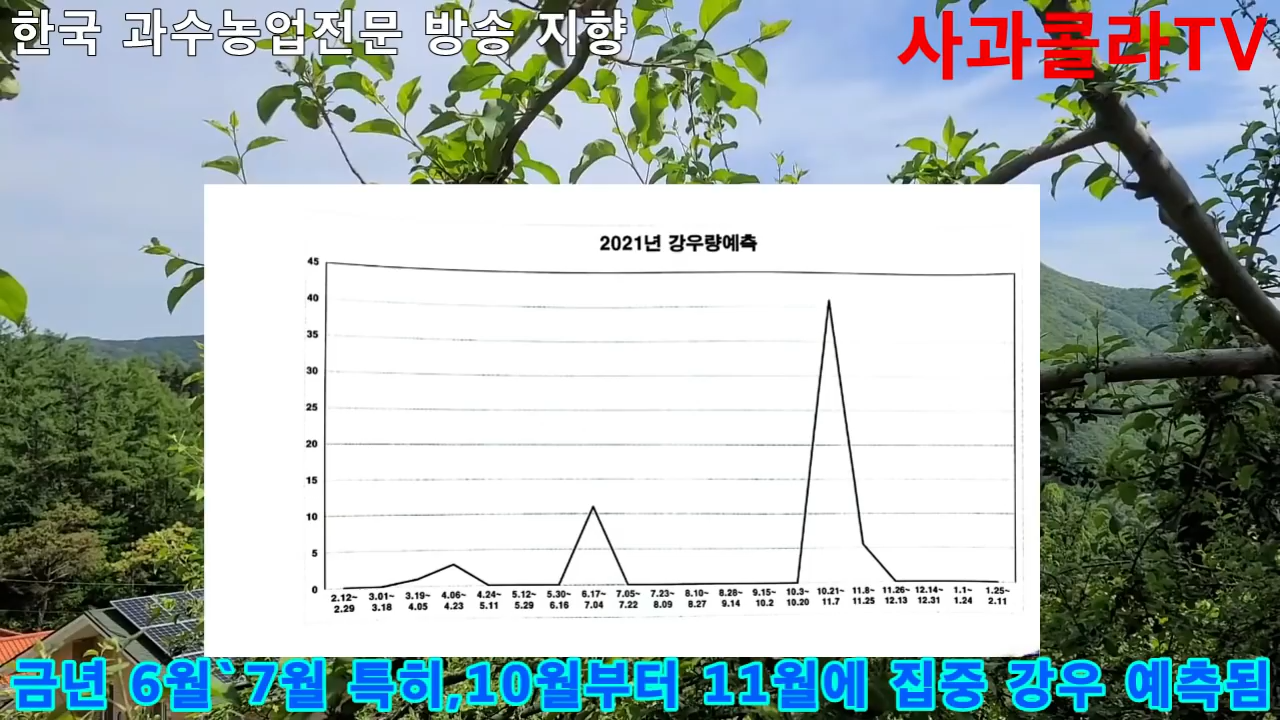 한국 과수농업전문 방송 지향
사과콜라TV
2021년 강우량예측
45
40
35
30
25
20
15
10
5
0
2.12~ 3.01~ 3.19~ 4.06~ 4.24~ 5.12~ 5.30~ 6.17~ 7.05~ 7.23~ 8.10~ 8.28~ 9.15~ 10.3~ 10.21~ 11.8~ 11.26~ 12.14~ 1.1~ 1.25~
2.29 3.18 4.05 4.23 5.11 5.29 6.16 7.04 7.22 8.09 8.27 9.14 10.2 10.20 11.7 11.25 12.13 12.31 1.24 2.11
금년 6월`7월 특히,10월부터 11월에 집중 강우 예측됨